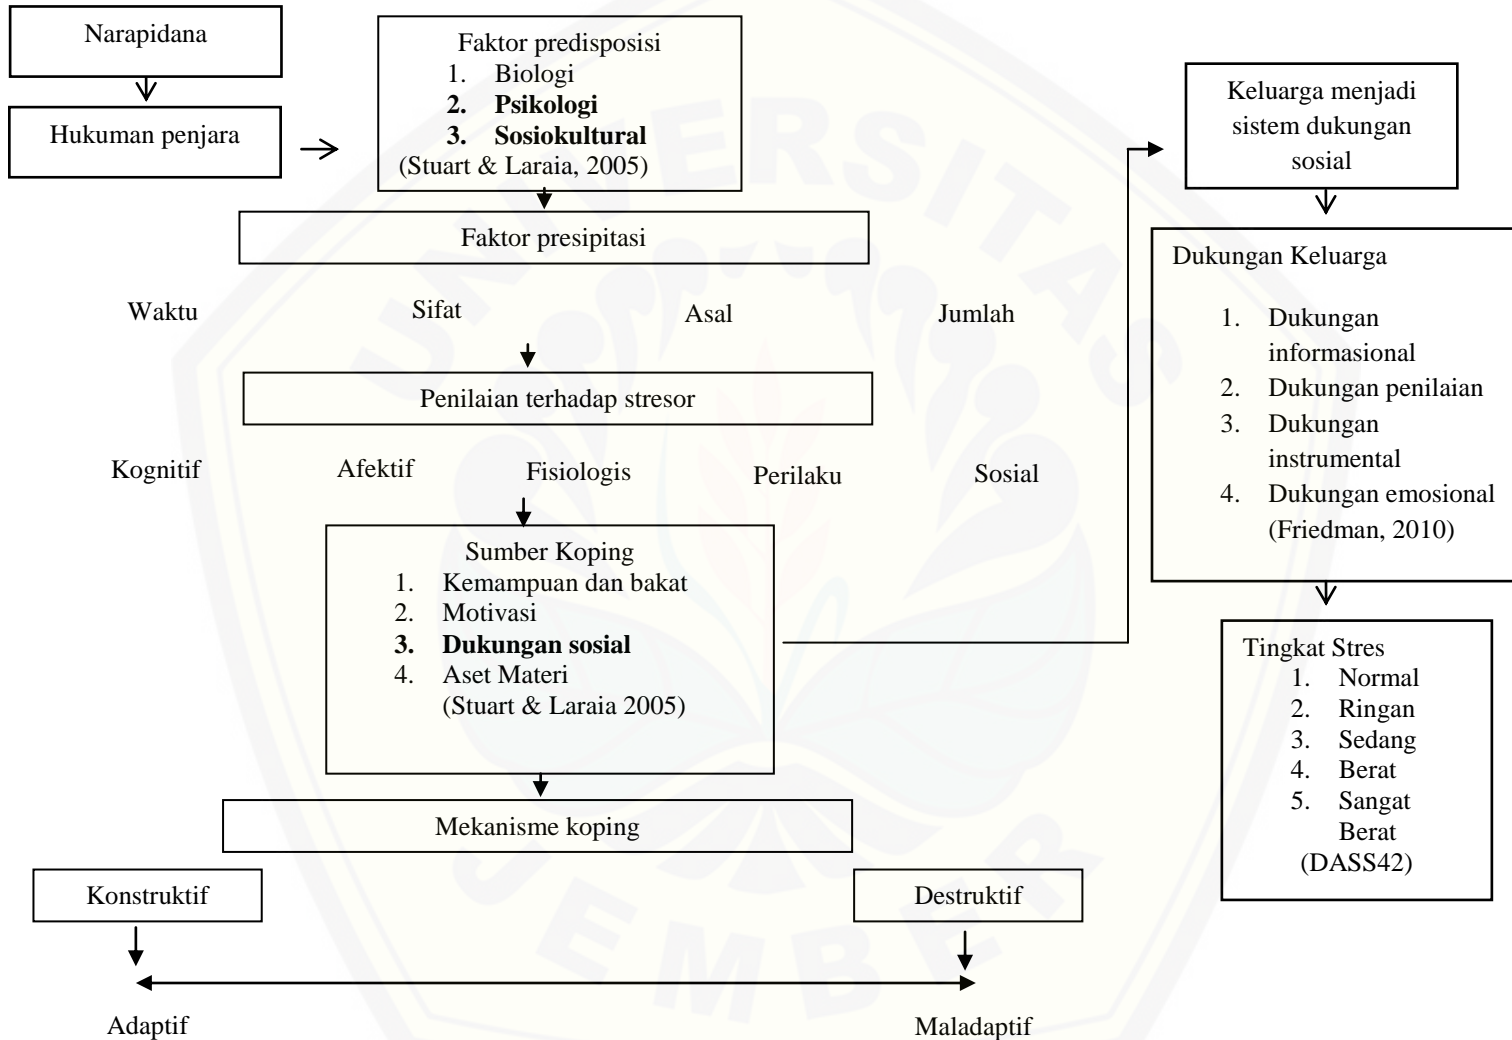 Narapidana
Hukuman penjara
Faktor predisposisi
1. Biologi
2. Psikologi
3. Sosiokultural
(Stuart & Laraia, 2005)
Faktor presipitasi
Waktu
Sifat
Asal
Jumlah
Penilaian terhadap stresor
Kognitif
Afektif
Fisiologis
Perilaku
Sosial
Sumber Koping
1. Kemampuan dan bakat
2. Motivasi
3. Dukungan sosial
4. Aset Materi
(Stuart & Laraia 2005)
Mekanisme koping
Konstruktif
Destruktif
Adaptif
Maladaptif
Keluarga menjadi
sistem dukungan
sosial
Dukungan Keluarga
1. Dukungan
informasional
2. Dukungan penilaian
3. Dukungan
instrumental
4. Dukungan emosional
(Friedman, 2010)
Tingkat Stres
1. Normal
2. Ringan
3. Sedang
4. Berat
5. Sangat
Berat
(DASS42)
UNIVERSITAS
JEMBER